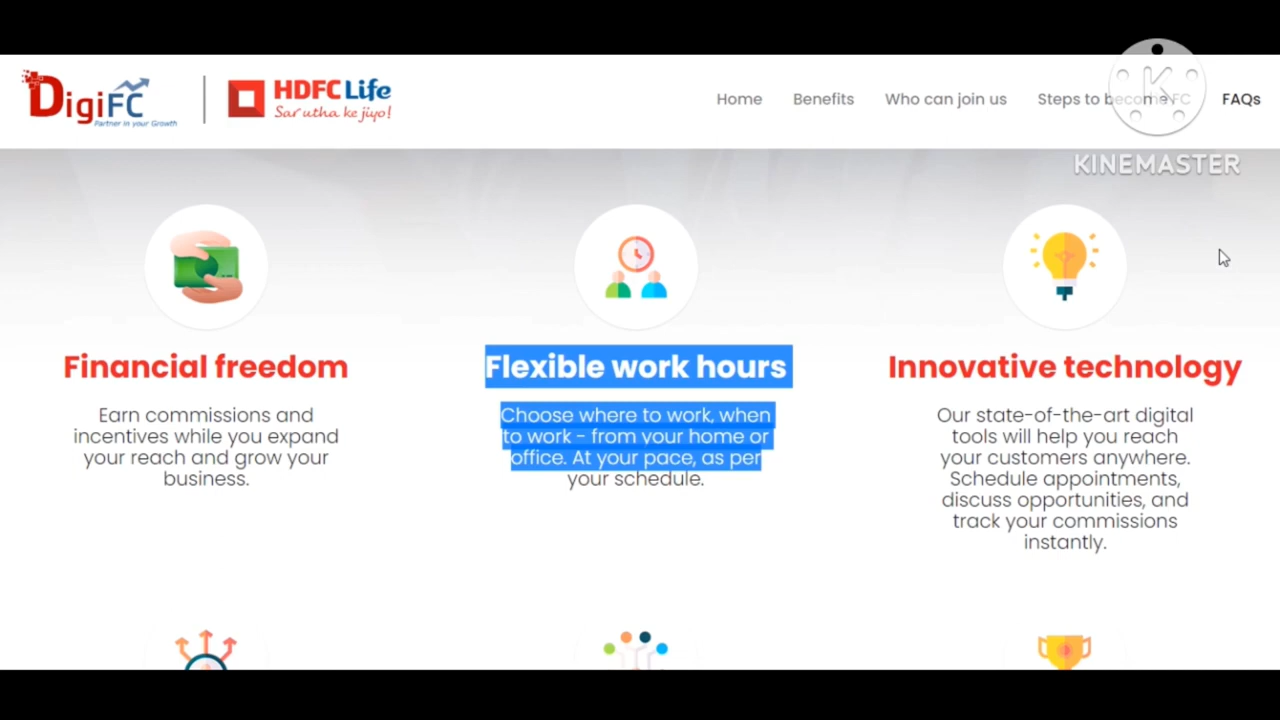 DigiFC
Partner in your Growth
HDFC Life
Sar utha ke jiyo!
Home
Benefits
Who can join us
Steps to become FC
FAQs
K
KINEMASTER
Financial freedom
Earn commissions and
incentives while you expand
your reach and grow your
business.
Flexible work hours
Choose where to work, when
to work - from your home or
office. At your pace, as per
your schedule.
Innovative technology
Our state-of-the-art digital
tools will help you reach
your customers anywhere.
Schedule appointments,
discuss opportunities, and
track your commissions
instantly.